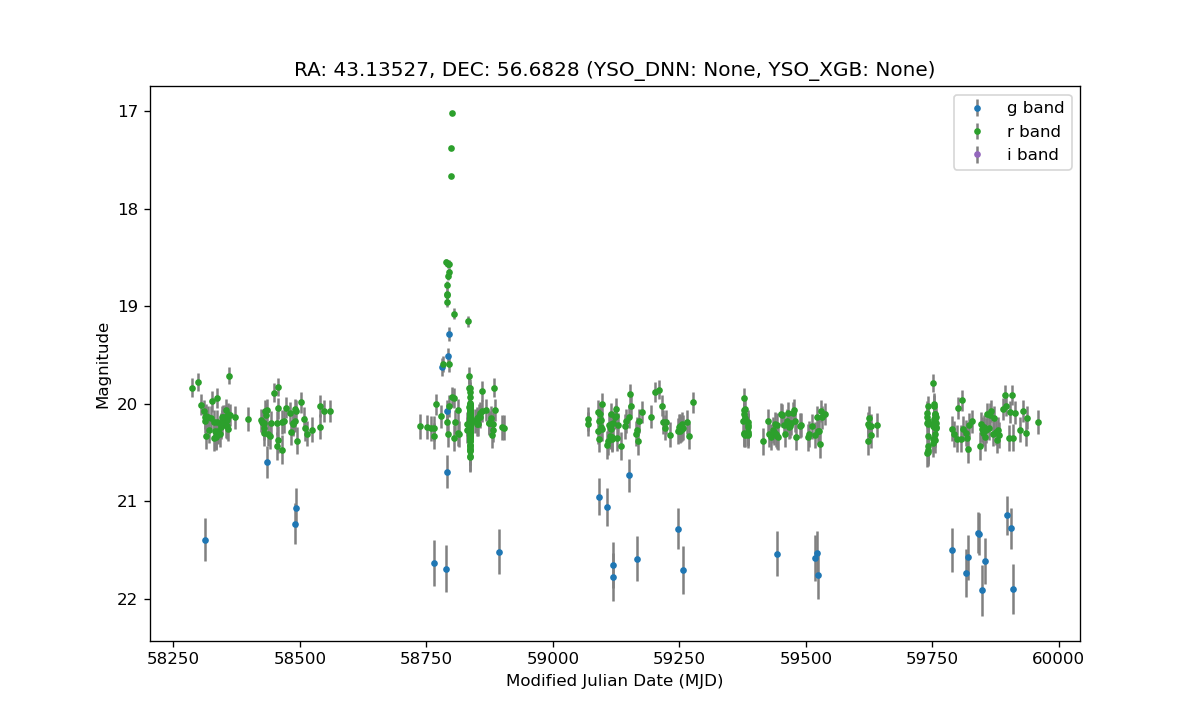 RA: 43.13527, DEC: 56.6828 (YSO_DNN: None, YSO_XGB: None)
g band
r band
i band
17
18
19
20
21
22
Magnitude
58250 58500 58750 59000 59250 59500 59750 60000
Modified Julian Date (MJD)